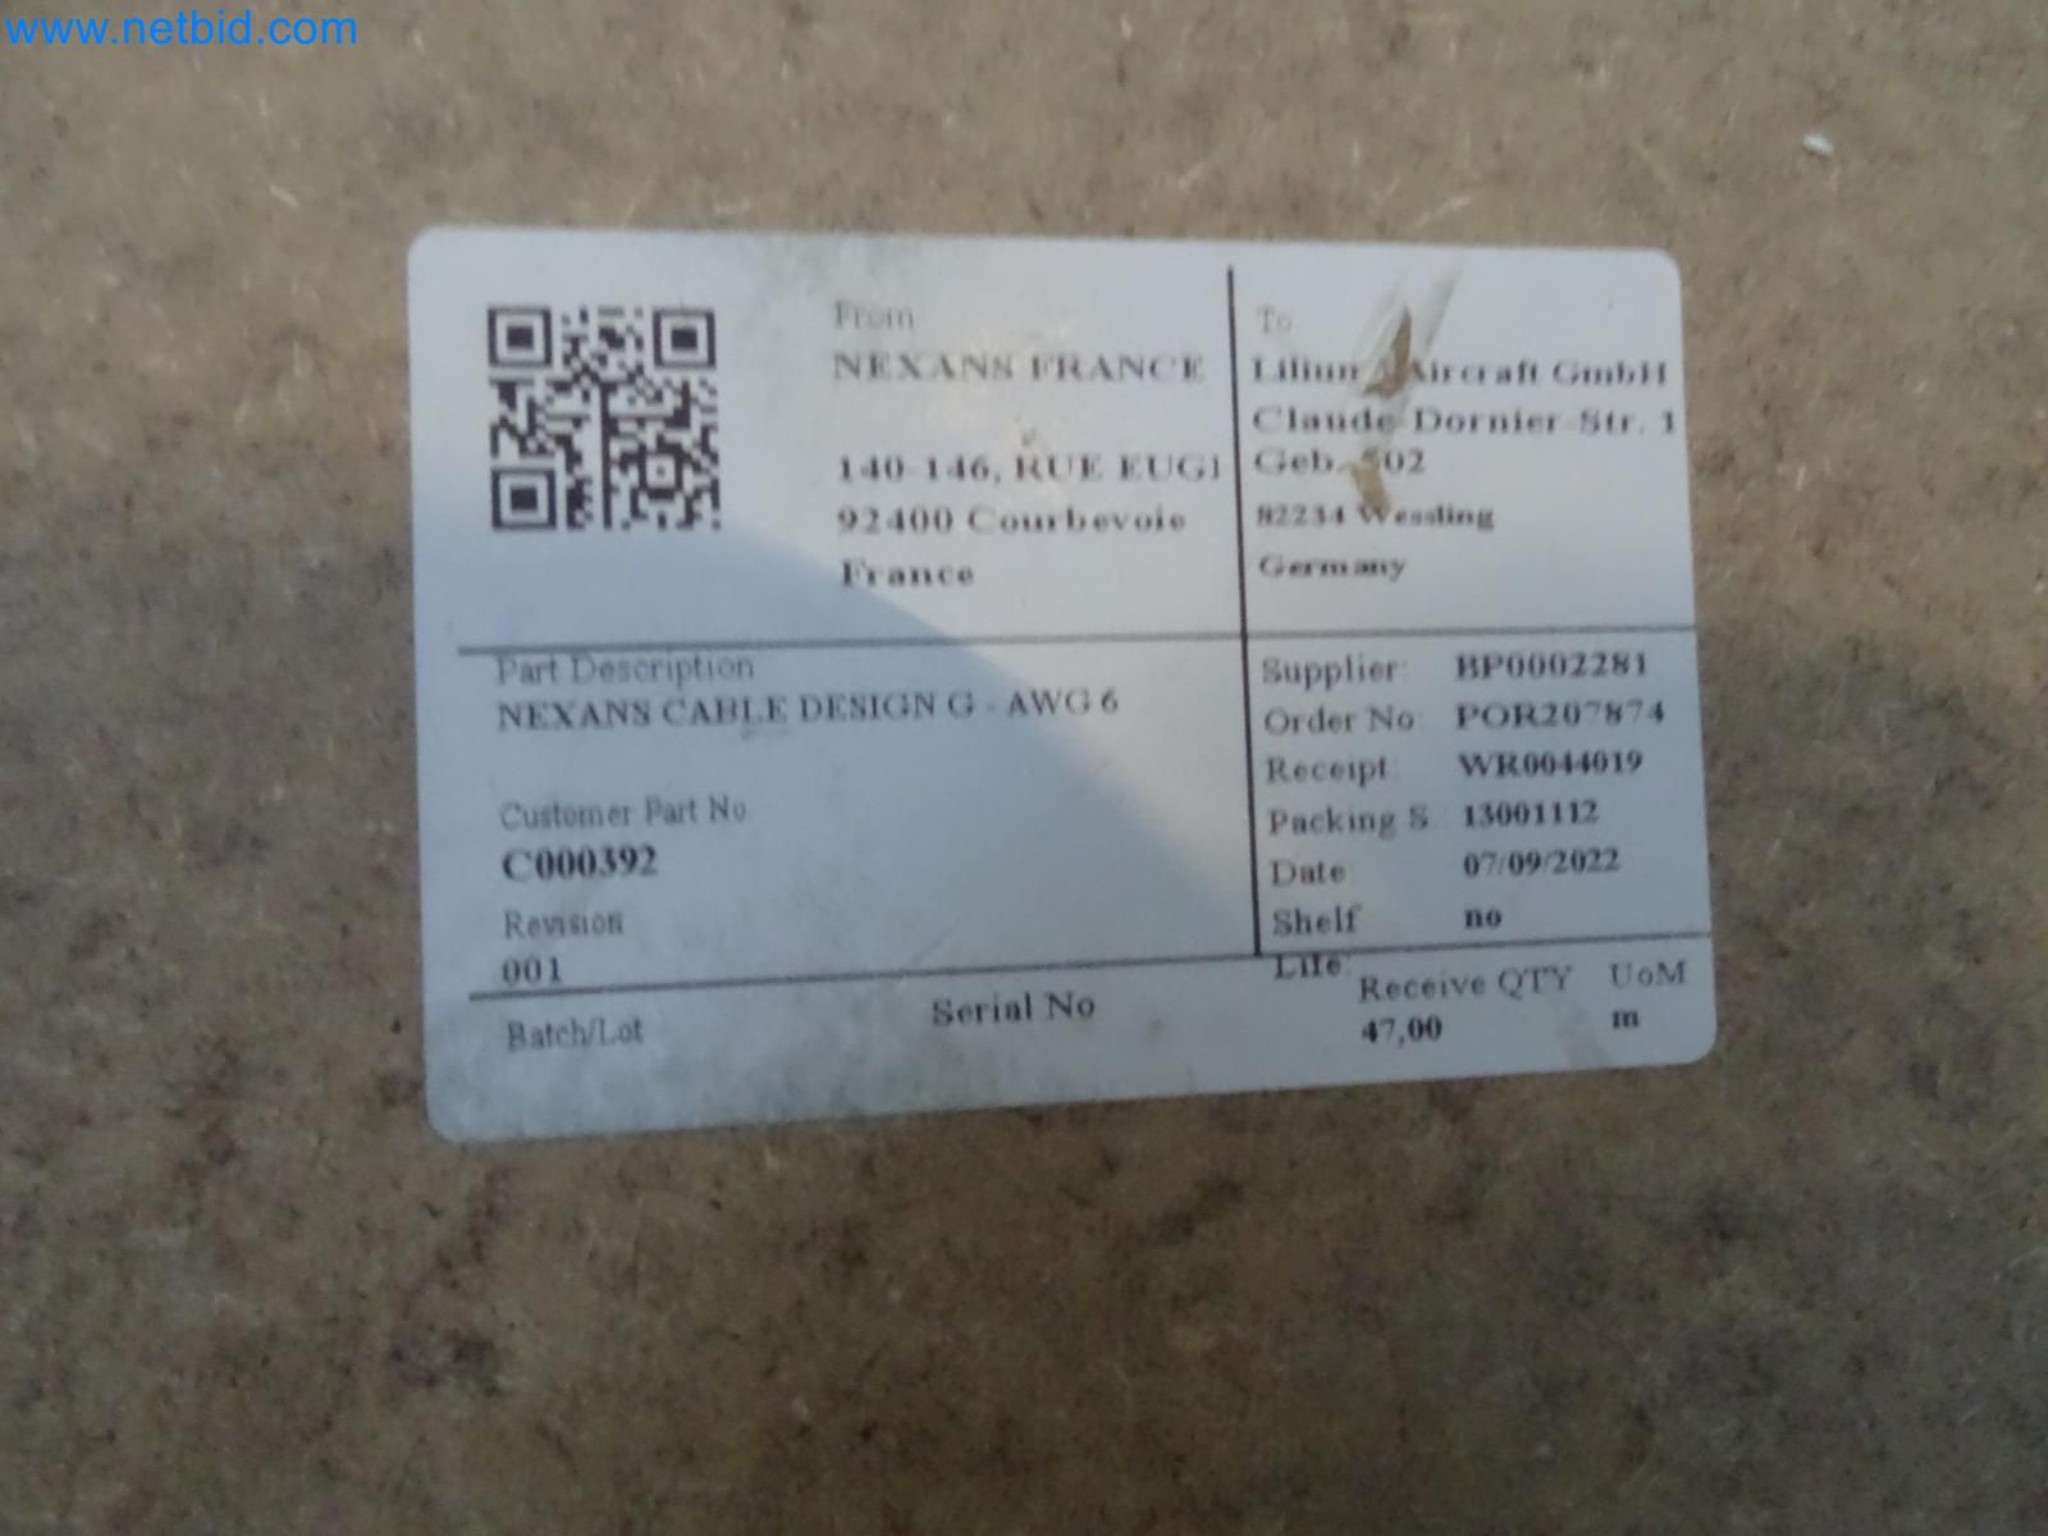 www.netbid.com
From
NEXANS FRANCE
140-146, RUE EUGI
92400 Courbevoie
France
To
Lilium Aircraft GmbH
Claude-Dornier-Str. 1
Geb. 502
82234 Wessling
Germany
Part Description
NEXANS CABLE DESIGN G - AWG 6
Customer Part No
C000392
Revision
001
Supplier: BP0002281
Order No: POR207874
Receipt: WR0044019
Packing S: 13001112
Date: 07/09/2022
Shelf no
Life:
Batch/Lot
Serial No
Receive QTY UoM
47,00 m